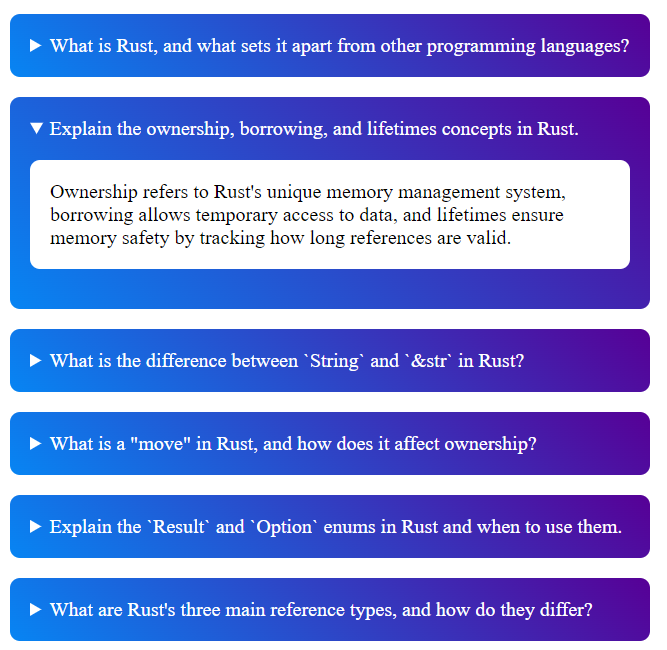 What is Rust, and what sets it apart from other programming languages?
Explain the ownership, borrowing, and lifetimes concepts in Rust.
Ownership refers to Rust's unique memory management system,
borrowing allows temporary access to data, and lifetimes ensure
memory safety by tracking how long references are valid.
What is the difference between `String` and `&str` in Rust?
What is a "move" in Rust, and how does it affect ownership?
Explain the `Result` and `Option` enums in Rust and when to use them.
What are Rust's three main reference types, and how do they differ?